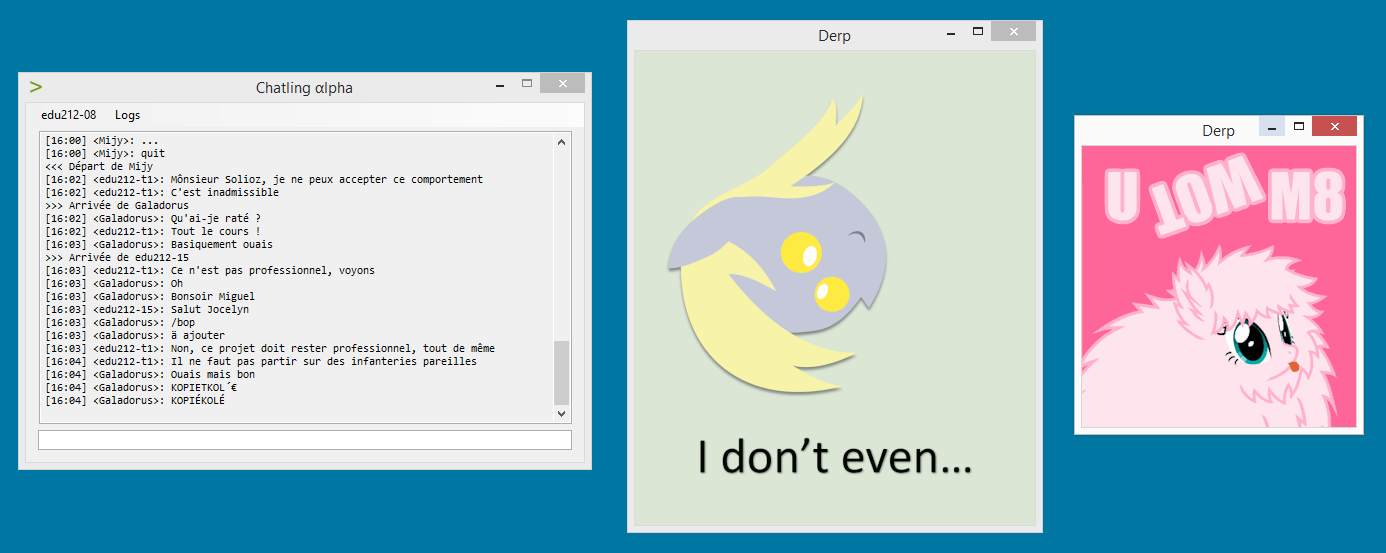 Chatling αlpha
edu212-08 Logs
[16:00] <Mijy>: ...
[16:00] <Mijy>: quit
<<< Départ de Mijy
[16:02] <edu212-t1>: Mônsieur Solioz, je ne peux accepter ce comportement
[16:02] <edu212-t1>: C'est inadmissible
>>> Arrivée de Galadorus
[16:02] <Galadorus>: Qu'ai-je raté ?
[16:02] <edu212-t1>: Tout le cours !
[16:03] <Galadorus>: Basiquement ouais
>>> Arrivée de edu212-15
[16:03] <edu212-t1>: Ce n'est pas professionnel, voyons
[16:03] <Galadorus>: Oh
[16:03] <Galadorus>: Bonsoir Miguel
[16:03] <edu212-15>: Salut Jocelyn
[16:03] <Galadorus>: /bop
[16:03] <Galadorus>: ä ajouter
[16:03] <edu212-t1>: Non, ce projet doit rester professionnel, tout de même
[16:04] <edu212-t1>: Il ne faut pas partir sur des infanteries pareilles
[16:04] <Galadorus>: Ouais mais bon
[16:04] <Galadorus>: KOPIETKOL´€
[16:04] <Galadorus>: KOPIÉKOLÉ
Derp
I don't even...
Derp
U WOT M8